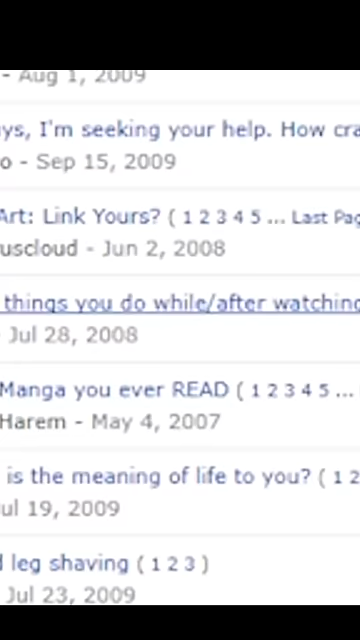 - Aug 1, 2009
ys, I'm seeking your help. How cra
o - Sep 15, 2009
Art: Link Yours? ( 1 2 3 4 5 ... Last Pag
uscloud - Jun 2, 2008
things you do while/after watching
Jul 28, 2008
Manga you ever READ ( 1 2 3 4 5 ...
Harem - May 4, 2007
is the meaning of life to you? ( 1 2
ul 19, 2009
leg shaving ( 1 2 3 )
Jul 23, 2009